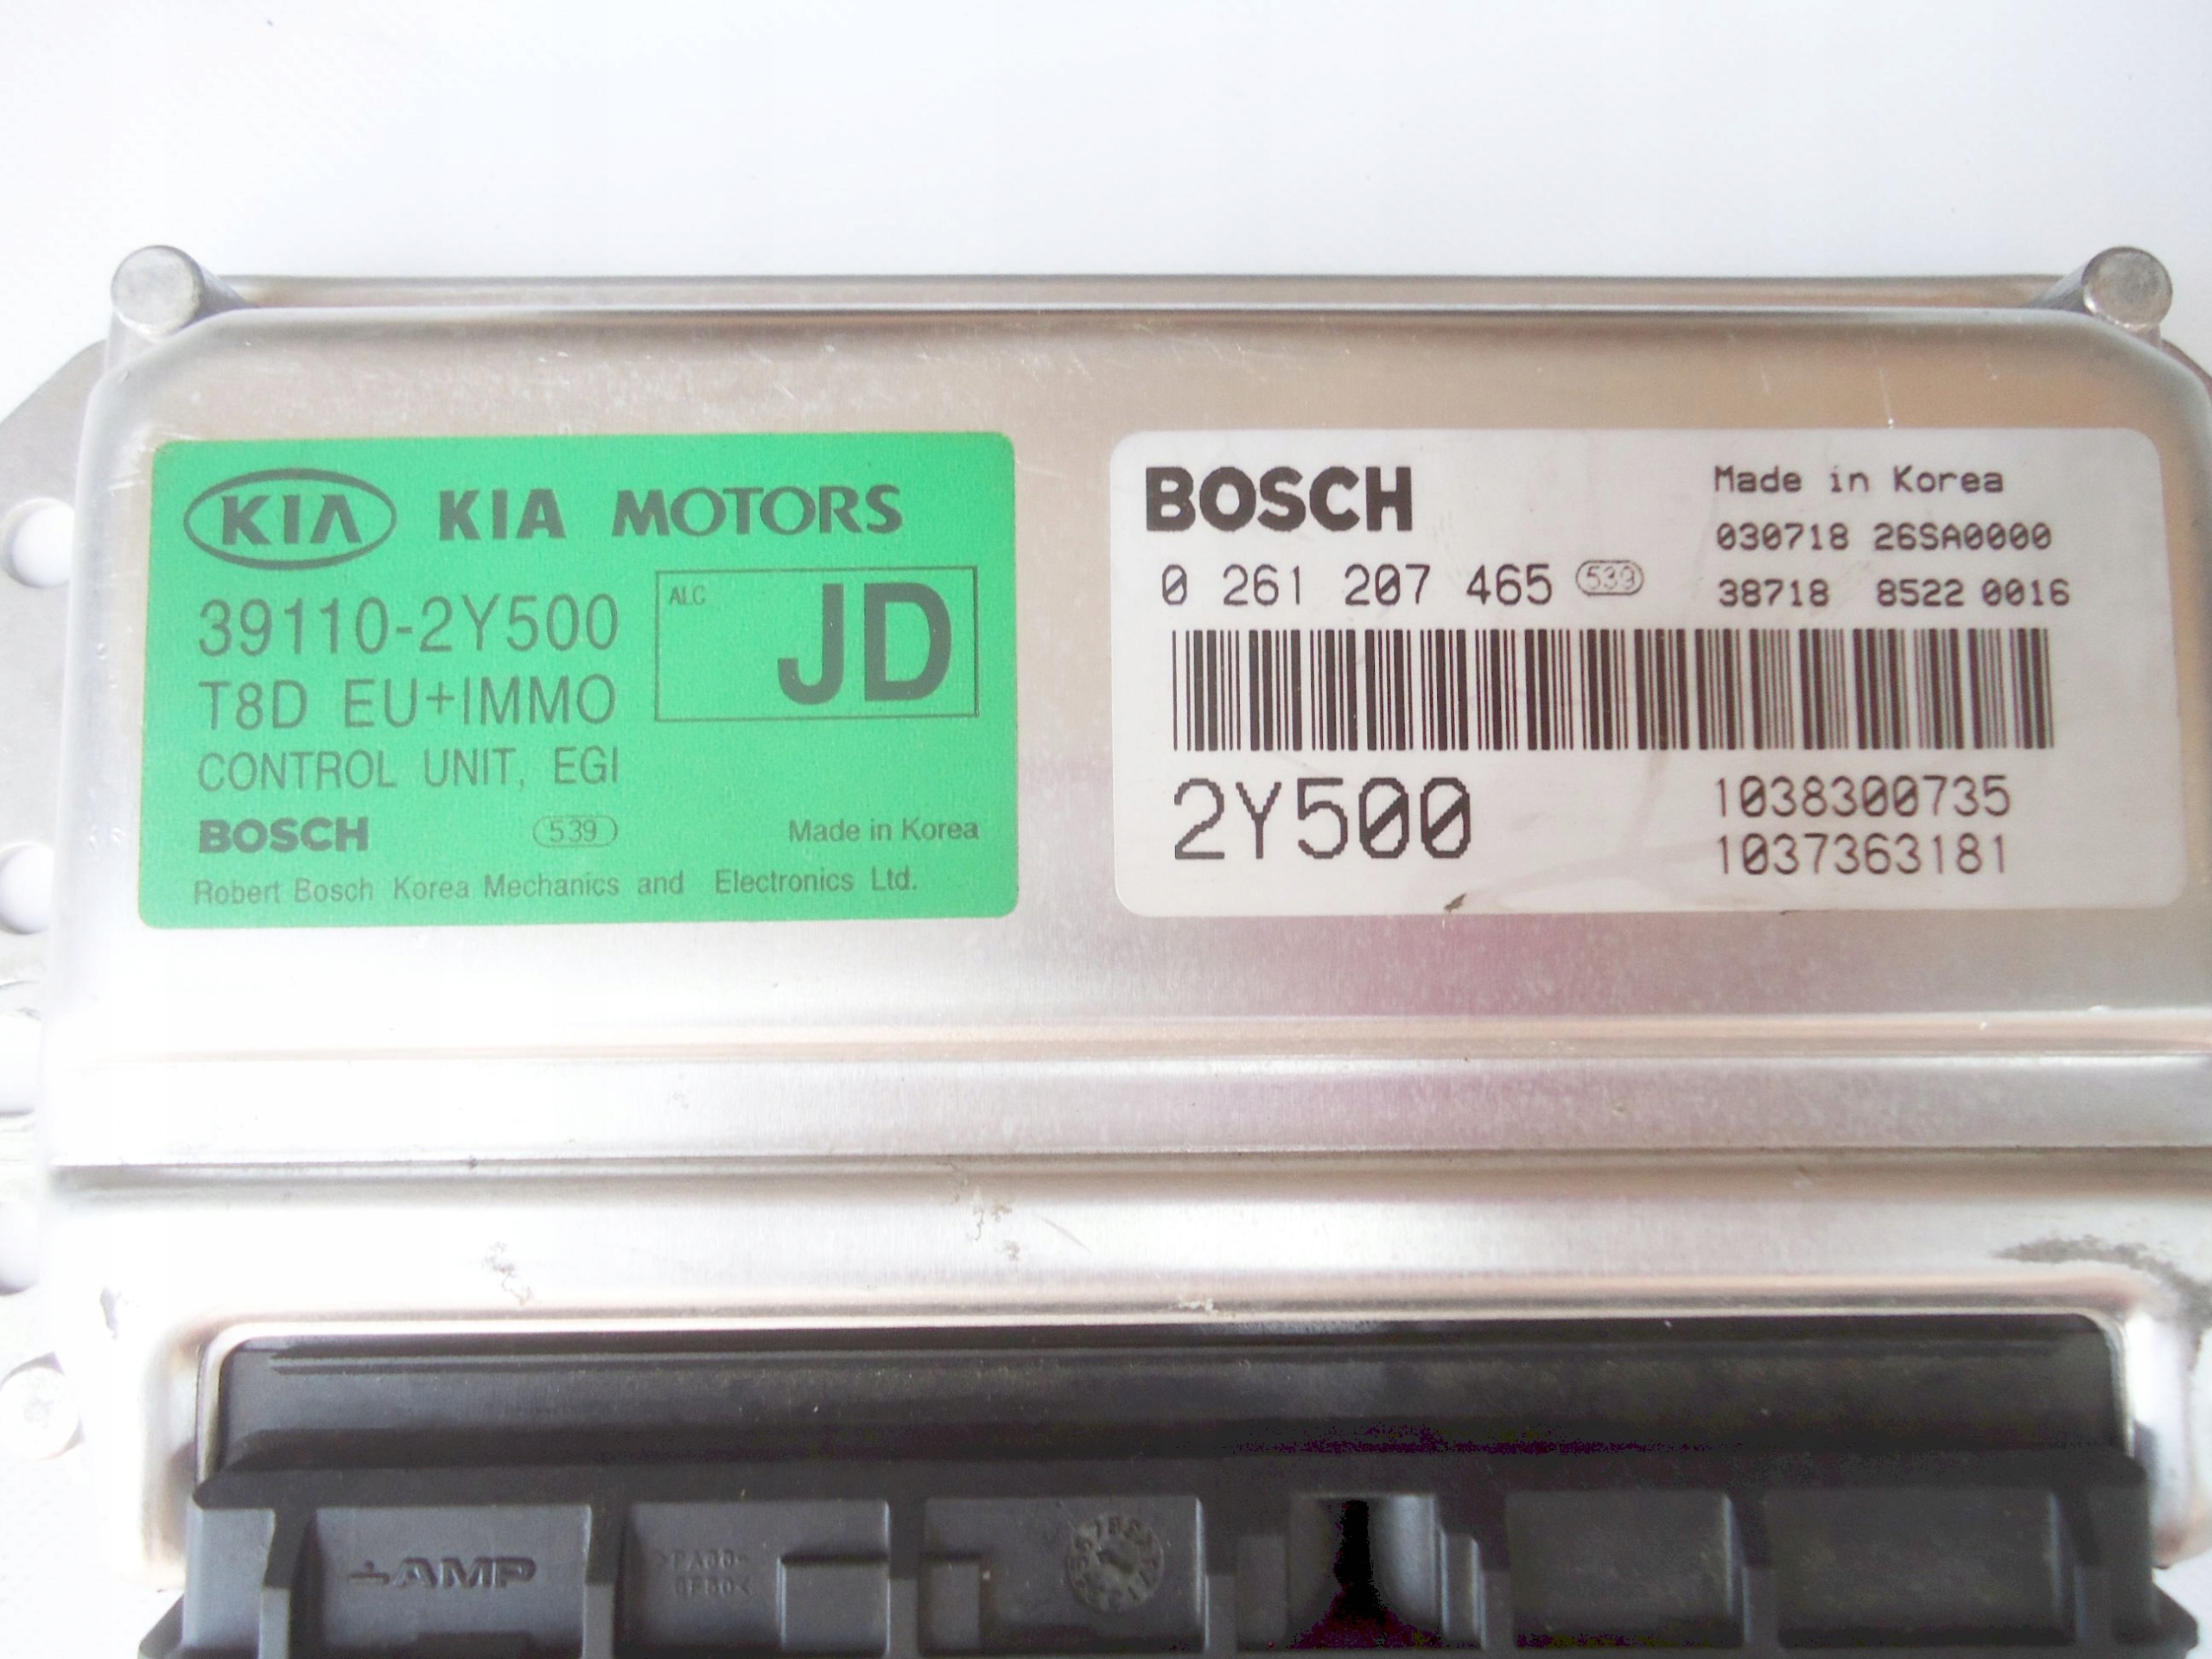 KIA KIA MOTORS
39110-2Y500
ALC
JD
T8D EU+IMMO
CONTROL UNIT, EGI
BOSCH 539 Made in Korea
Robert Bosch Korea Mechanics and Electronics Ltd.
BOSCH
Made in Korea
030718 26SA0000
0 261 207 465 539
38718 8522 0016
2Y500
1038300735
1037363181
AMP